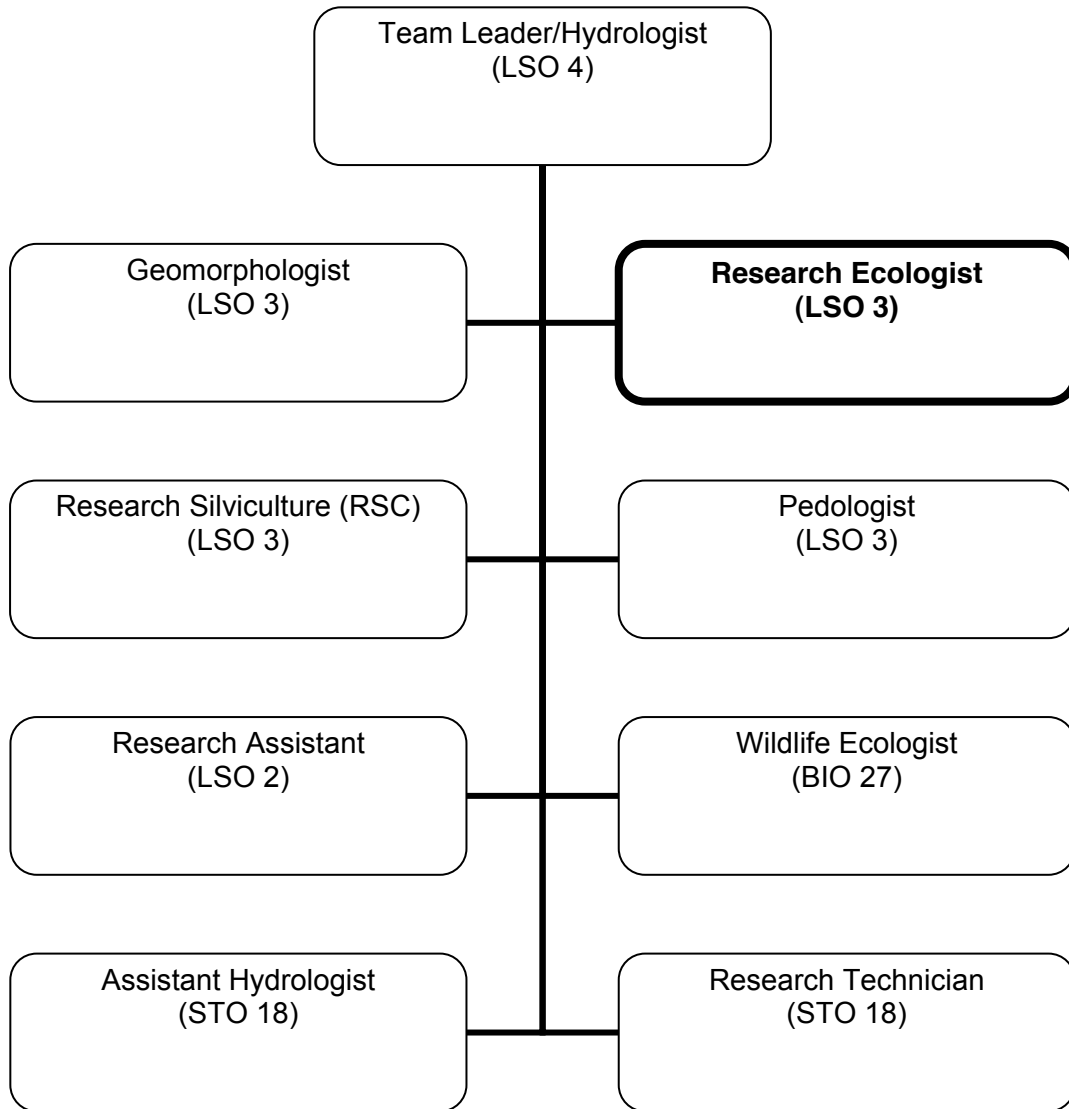 Team Leader/Hydrologist
(LSO 4)
Geomorphologist
(LSO 3)
Research Ecologist
(LSO 3)
Research Silviculture (RSC)
(LSO 3)
Pedologist
(LSO 3)
Research Assistant
(LSO 2)
Wildlife Ecologist
(BIO 27)
Assistant Hydrologist
(STO 18)
Research Technician
(STO 18)